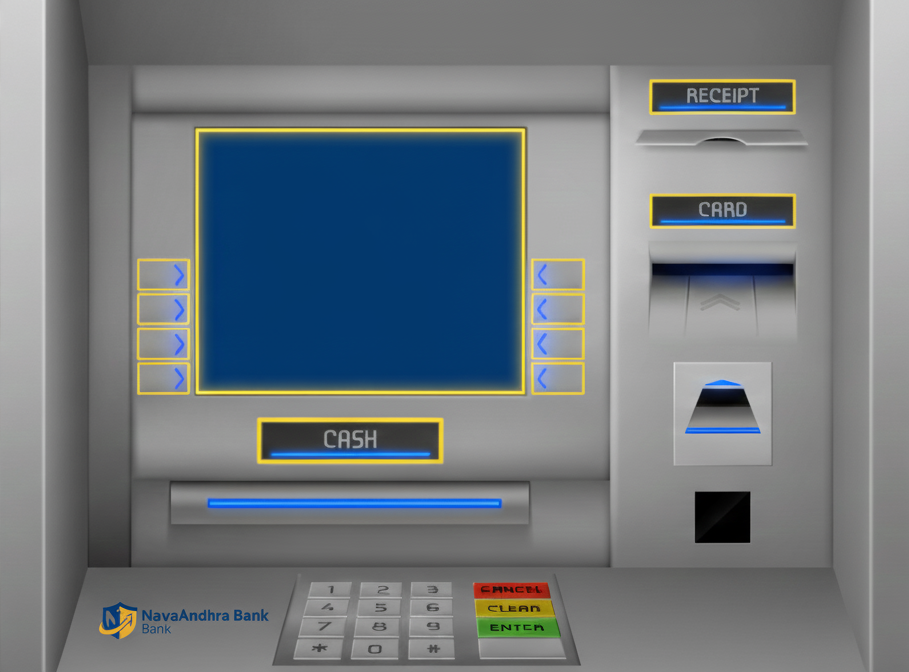 RECEIPT
CARD
CASH
NavaAndhra Bank
Bank
1 2 3
4 5 6
7 8 9
* 0 #
CANCEL
CLEAR
ENTER